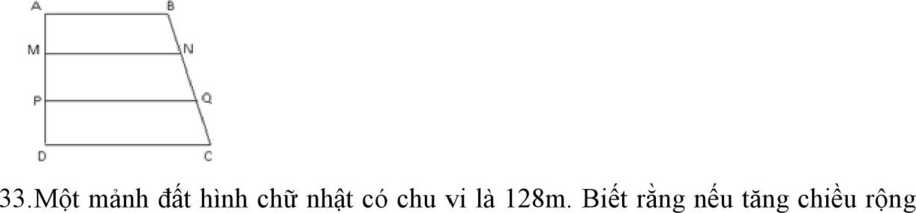 A B
M N
P Q
D C
33.Một mảnh đất hình chữ nhật có chu vi là 128m. Biết rằng nếu tăng chiều rộng